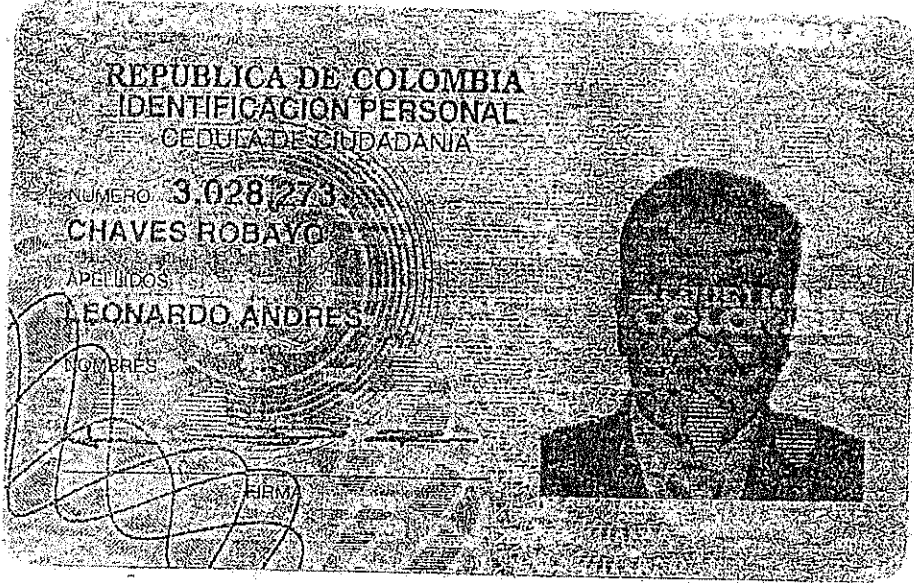 REPUBLICA DE COLOMBIA
IDENTIFICACION PERSONAL
CEDULA DE CIUDADANIA
NUMERO 3.028.273
CHAVES ROBAYO
APELLIDOS
LEONARDO ANDRES
NOMBRES
FIRMA